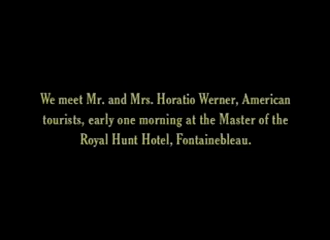 We meet Mr. and Mrs. Horatio Werner, American
tourists, early one morning at the Master of the
Royal Hunt Hotel, Fontainebleau.